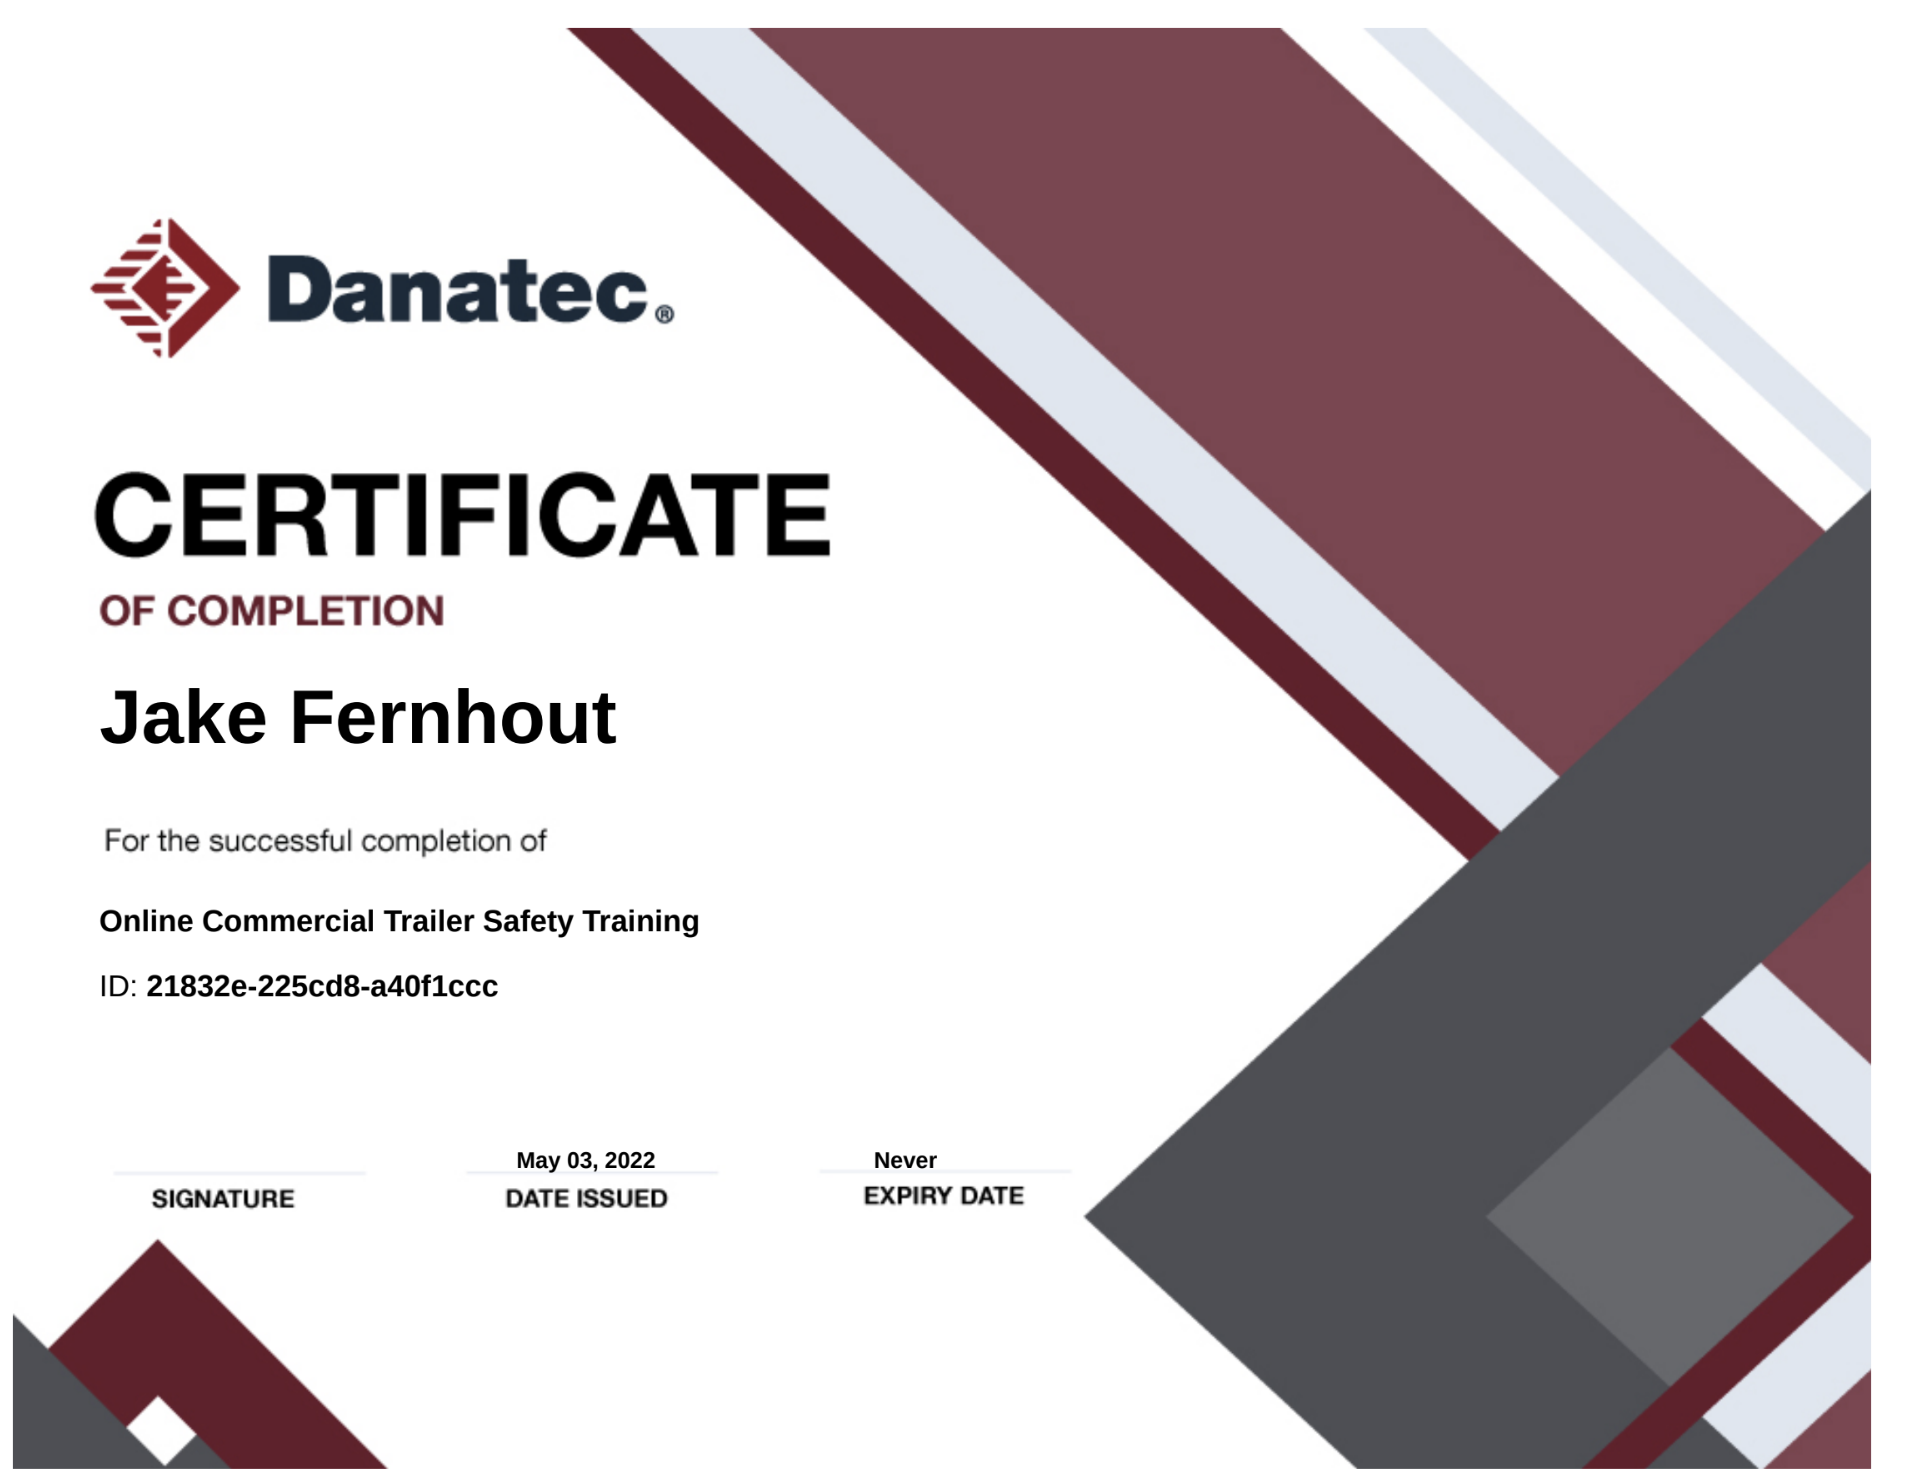 Danatec®
CERTIFICATE
OF COMPLETION
Jake Fernhout
For the successful completion of
Online Commercial Trailer Safety Training
ID: 21832e-225cd8-a40f1ccc
May 03, 2022
Never
SIGNATURE
DATE ISSUED
EXPIRY DATE